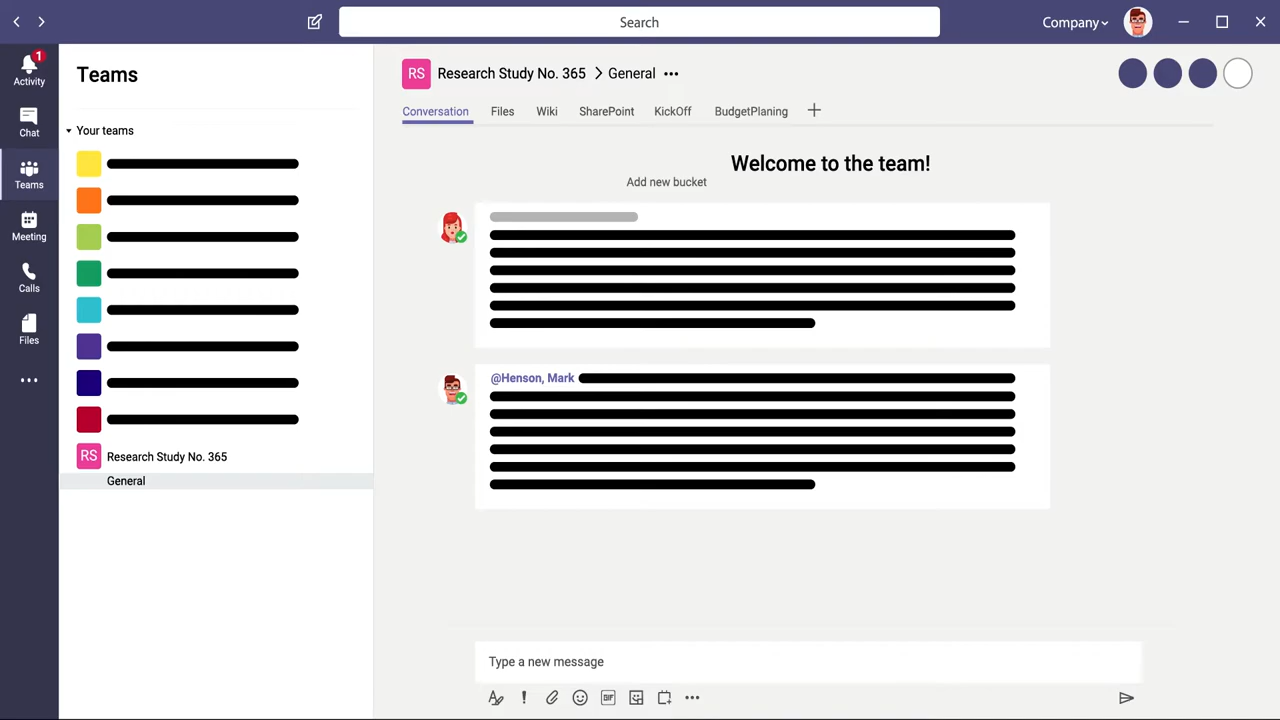 Search
Company
1
Activity
Chat
Teams
Meeting
Calls
Files
Teams
Your teams
RS Research Study No. 365
General
RS Research Study No. 365 > General
Conversation Files Wiki SharePoint KickOff BudgetPlaning
Welcome to the team!
Add new bucket
@Henson, Mark
Type a new message
GIF